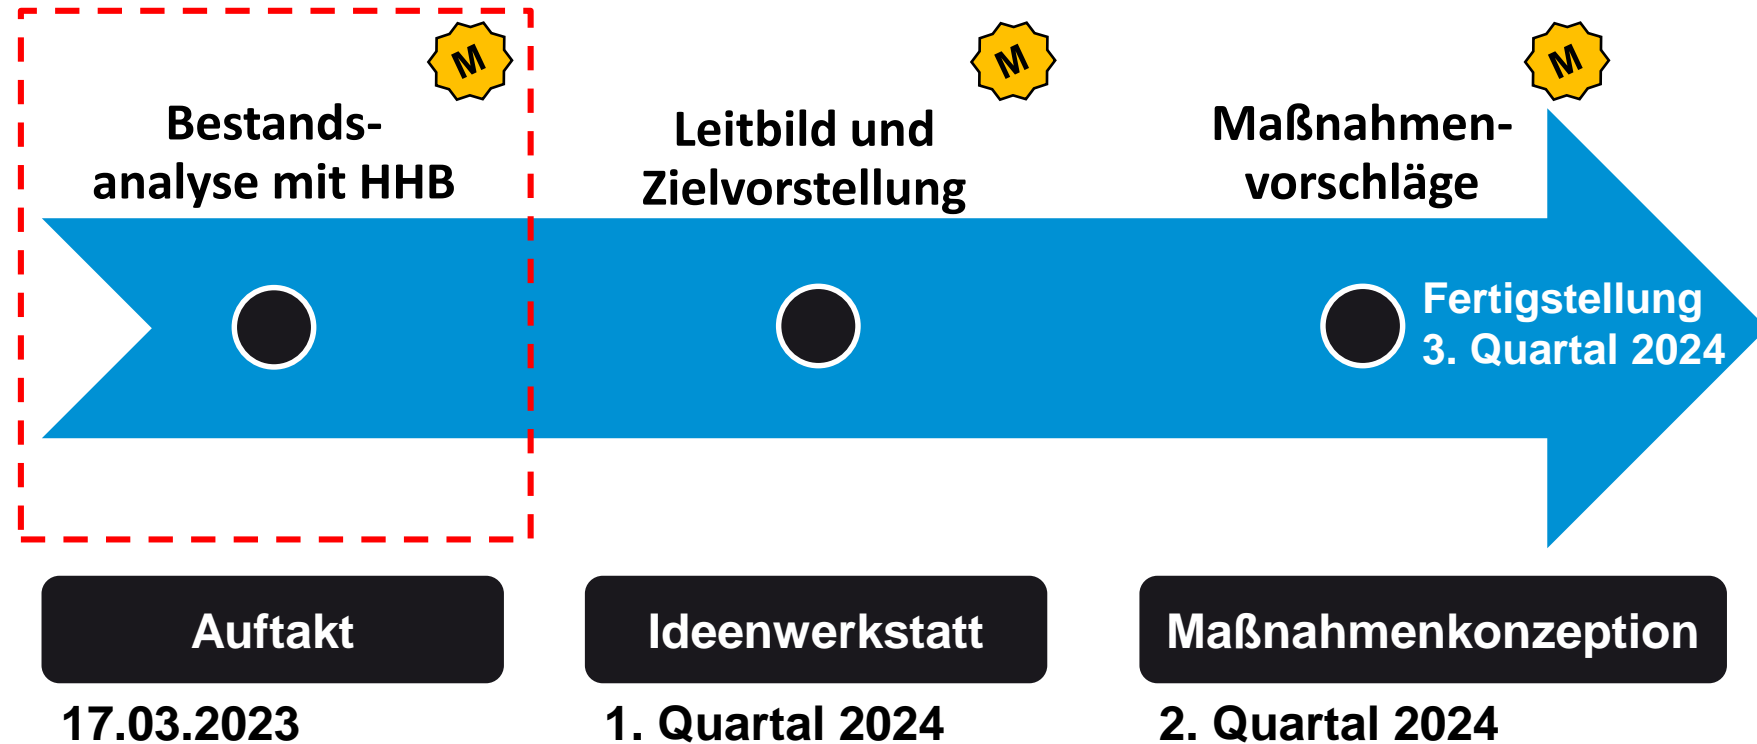 M
Bestands-
analyse mit HHB
M
Leitbild und
Zielvorstellung
M
Maßnahmen-
vorschläge
Fertigstellung
3. Quartal 2024
Auftakt
17.03.2023
Ideenwerkstatt
1. Quartal 2024
Maßnahmenkonzeption
2. Quartal 2024